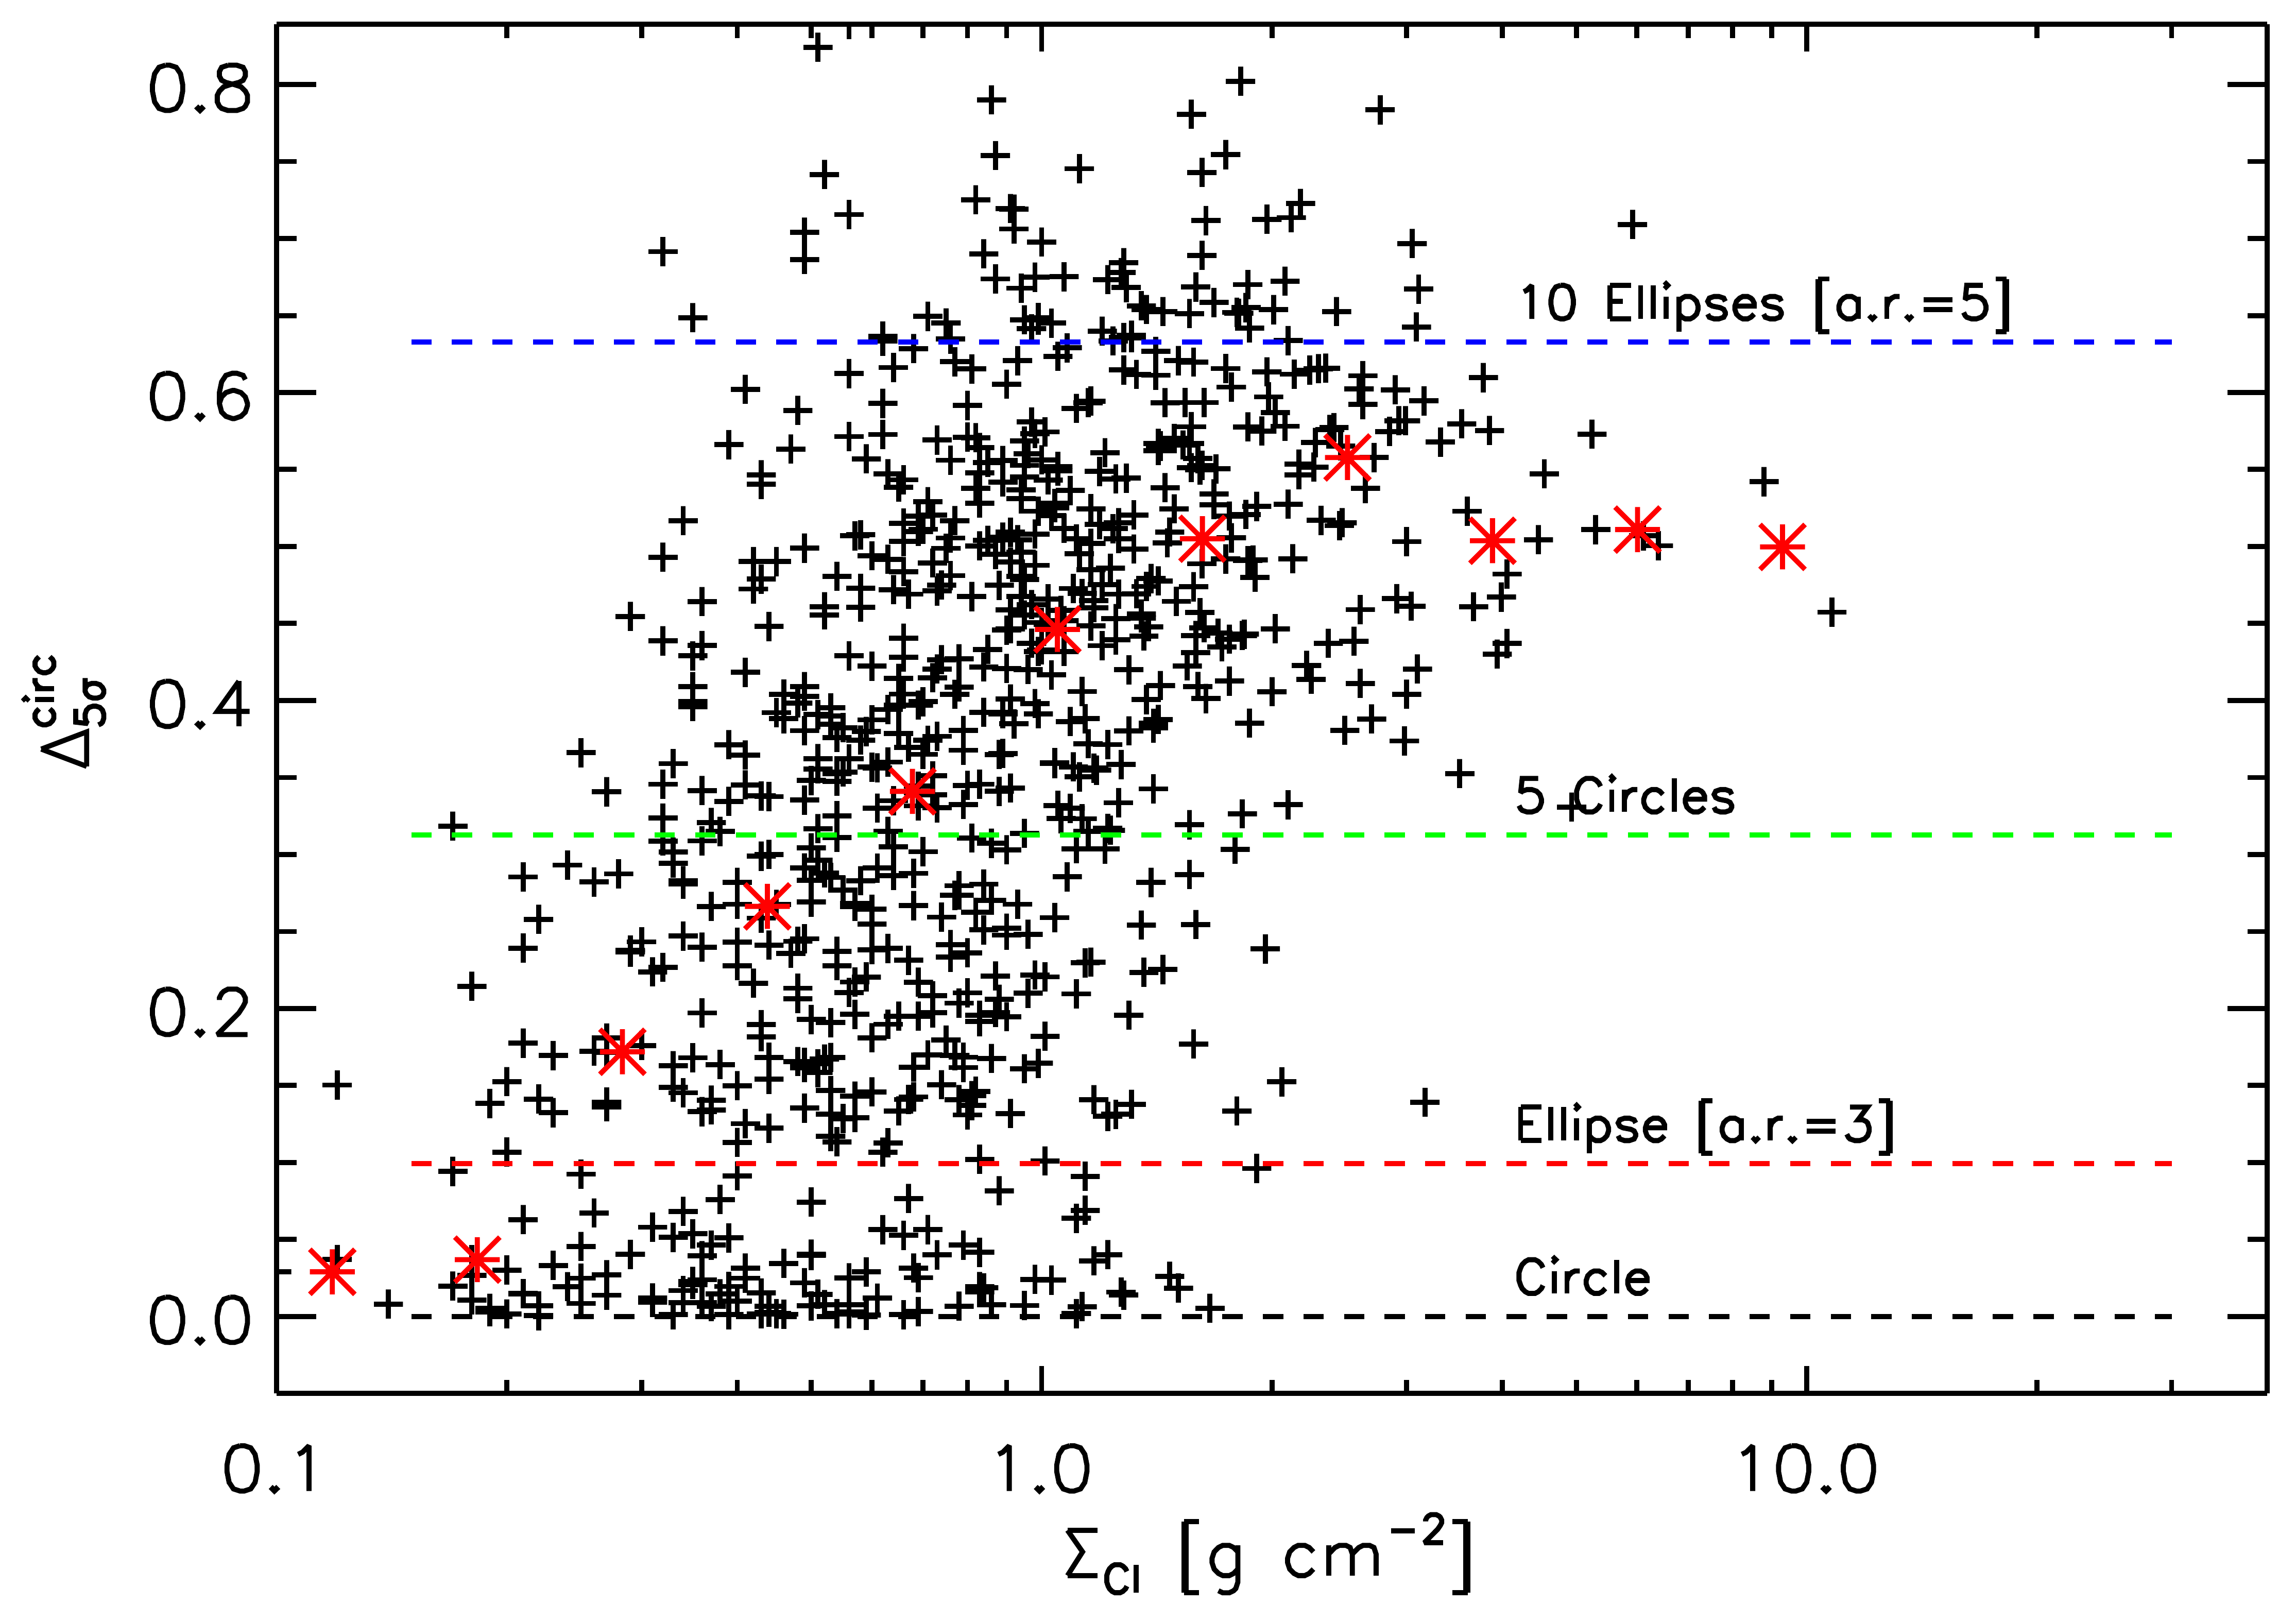 0.8
10 Ellipses [a.r.=5]
0.6
Δ₅σᶜⁱʳᶜ
0.4
5 Circles
0.2
Ellipse [a.r.=3]
Circle
0.0
0.1 1.0 10.0
Σ_Cl [g cm⁻²]